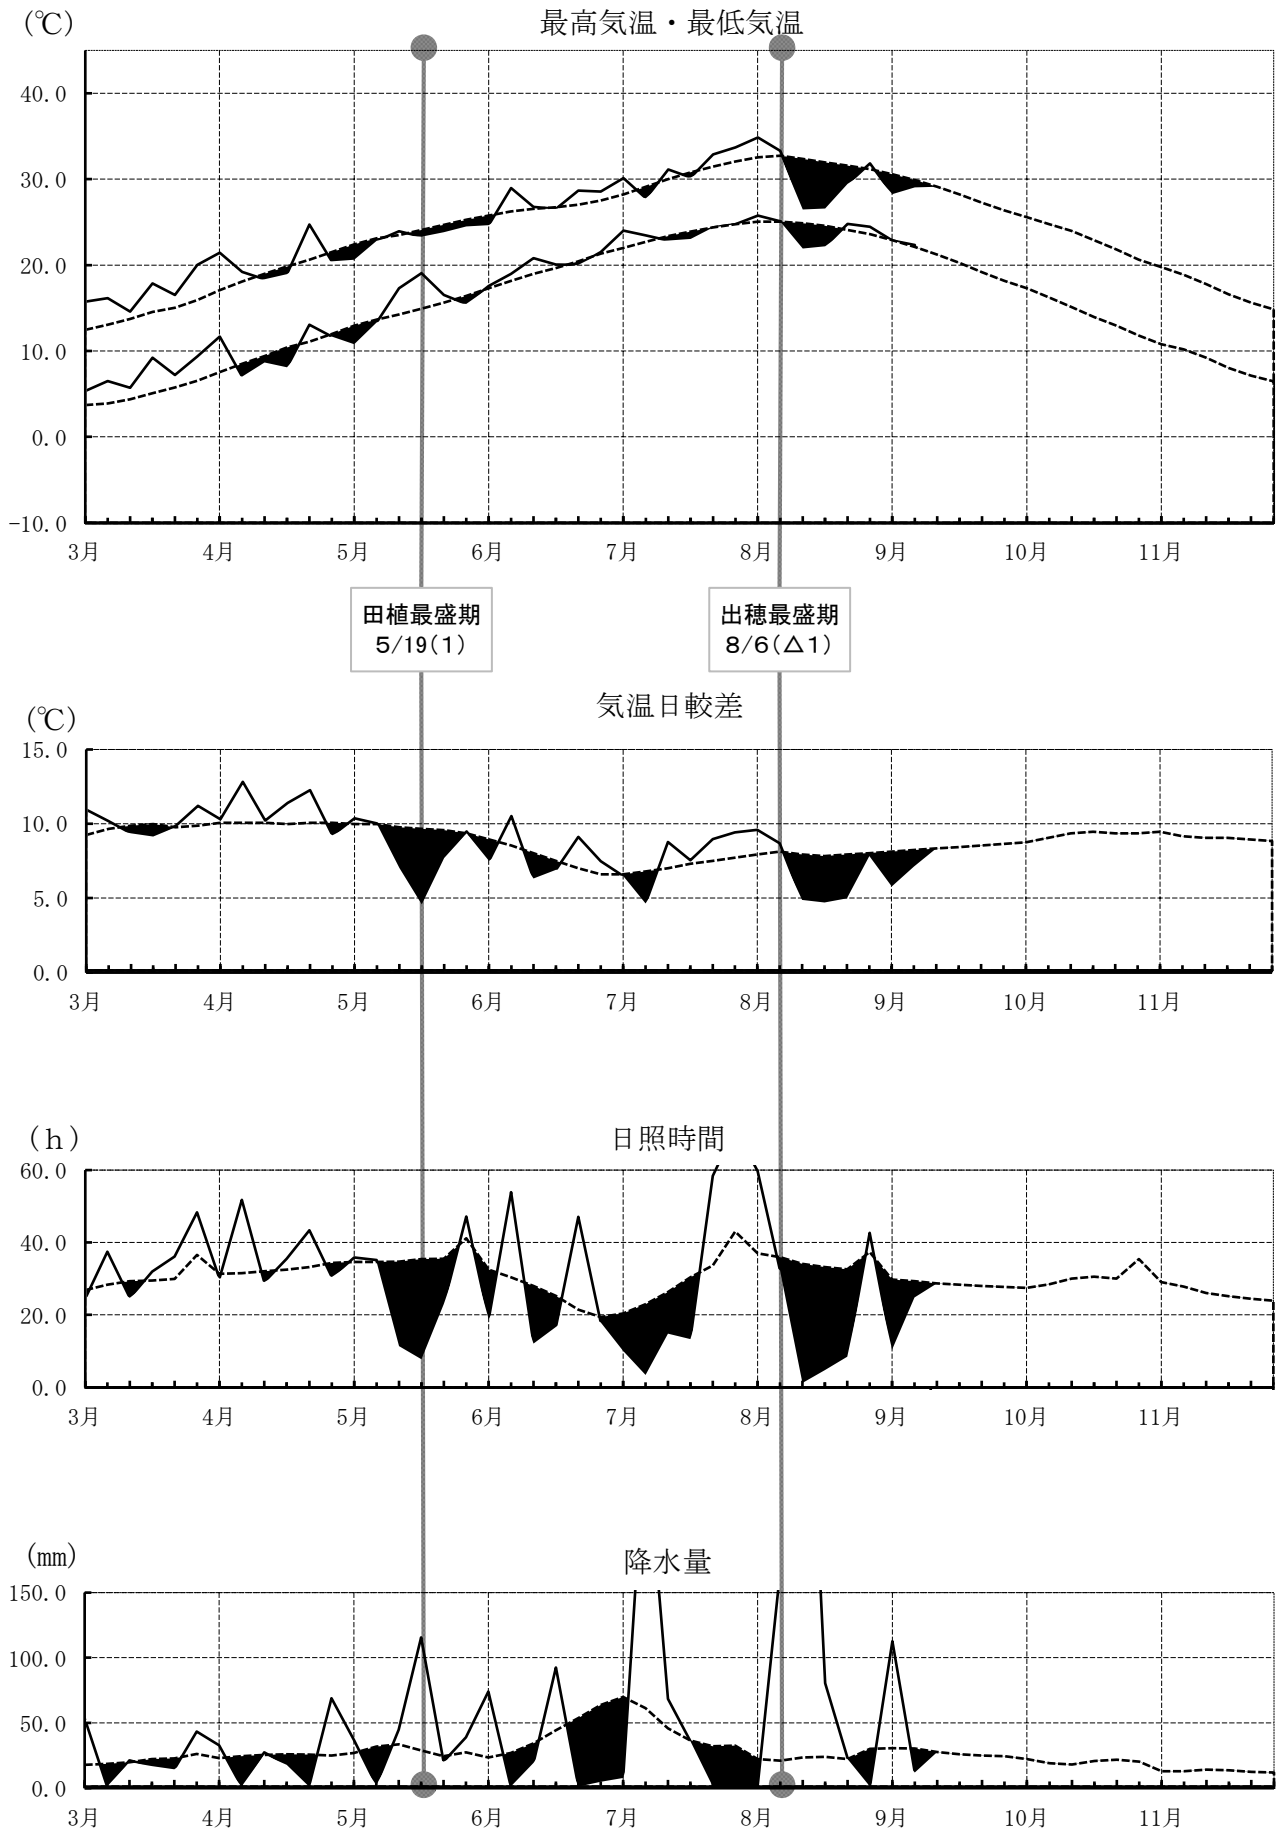 (℃) 最高気温・最低気温
40.0
30.0
20.0
10.0
0.0
-10.0
3月 4月 5月 6月 7月 8月 9月 10月 11月
田植最盛期
5/19(1)
出穂最盛期
8/6(△1)
(℃) 気温日較差
15.0
10.0
5.0
0.0
3月 4月 5月 6月 7月 8月 9月 10月 11月
(h) 日照時間
60.0
40.0
20.0
0.0
3月 4月 5月 6月 7月 8月 9月 10月 11月
(mm) 降水量
150.0
100.0
50.0
0.0
3月 4月 5月 6月 7月 8月 9月 10月 11月